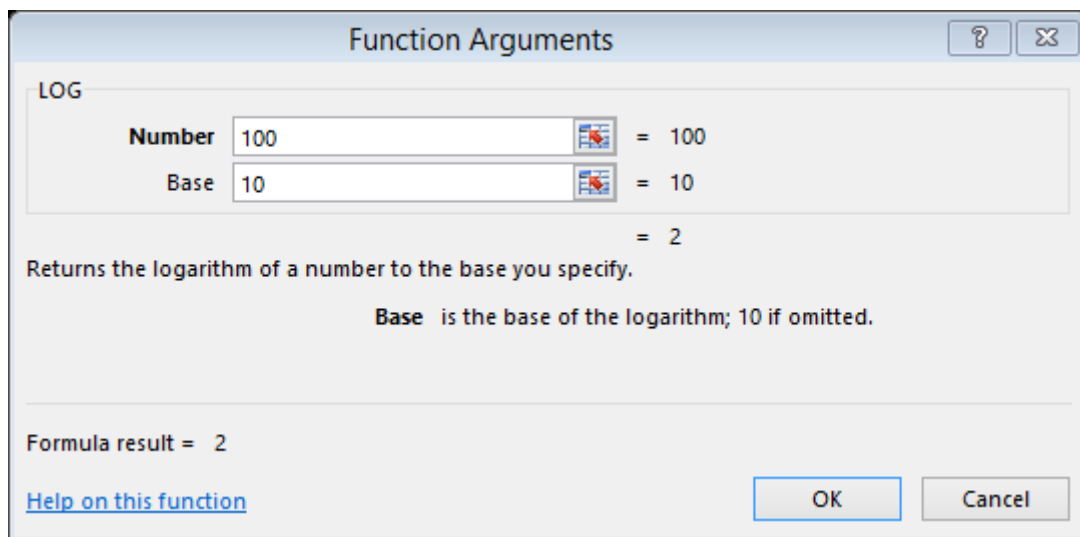 Function Arguments
?
LOG
Number 100 = 100
Base 10 = 10
= 2
Returns the logarithm of a number to the base you specify.
Base is the base of the logarithm; 10 if omitted.
Formula result = 2
Help on this function OK Cancel